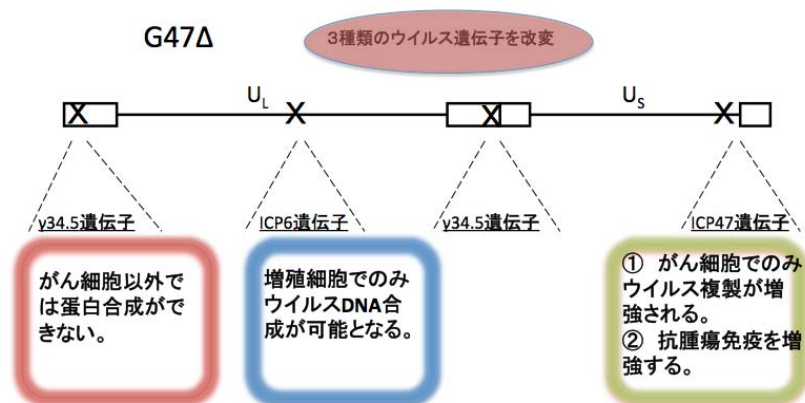 G47Δ
3種類のウイルス遺伝子を改変
UL
US
X
X
X
X
γ34.5遺伝子
ICP6遺伝子
γ34.5遺伝子
ICP47遺伝子
がん細胞以外で
は蛋白合成がで
きない。
増殖細胞でのみ
ウイルスDNA合
成が可能となる。
① がん細胞でのみ
ウイルス複製が増
強される。
② 抗腫瘍免疫を増
強する。